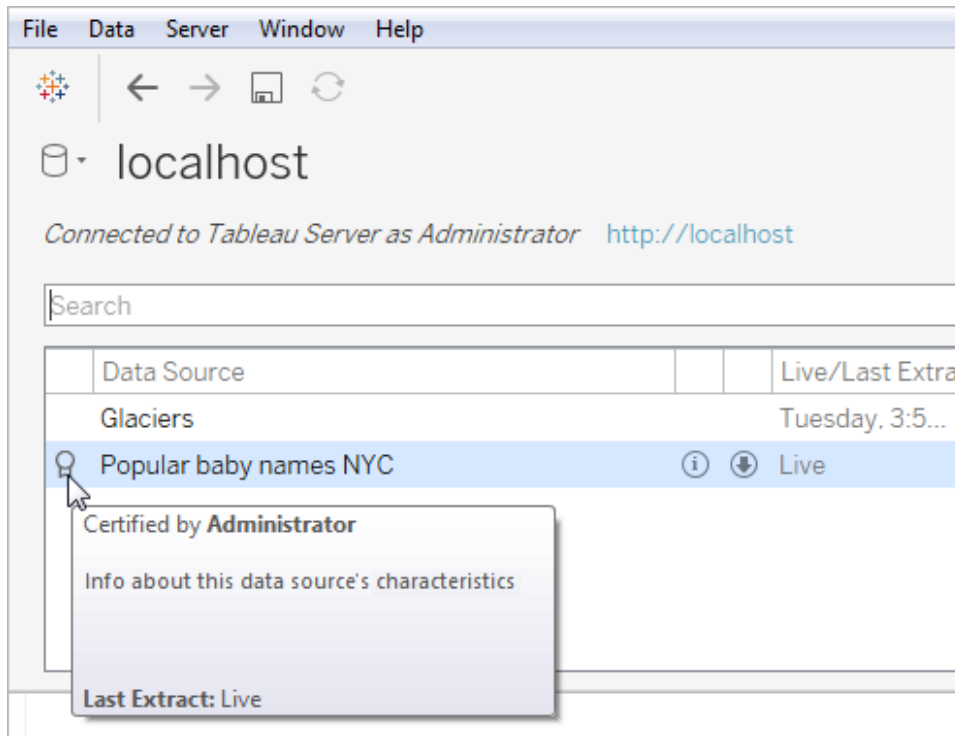 File Data Server Window Help
localhost
Connected to Tableau Server as Administrator http://localhost
Search
Data Source Live/Last Extra
Glaciers Tuesday, 3:5...
Popular baby names NYC Live
Certified by Administrator
Info about this data source's characteristics
Last Extract: Live